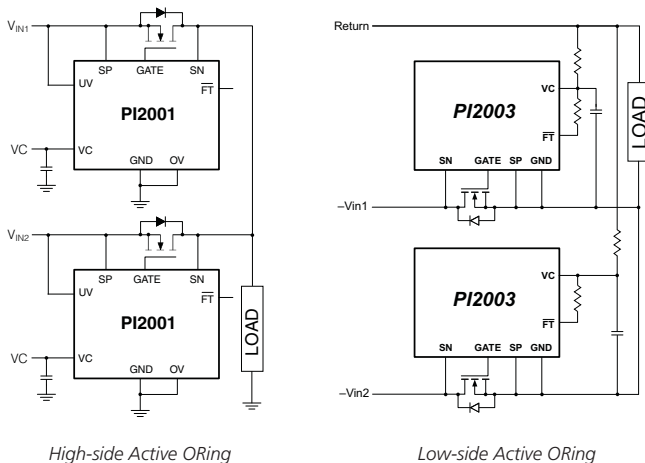 VIN1
SP
GATE
SN
UV
FT
PI2001
VC
VC
GND
OV
VIN2
SP
GATE
SN
UV
FT
PI2001
VC
VC
GND
OV
LOAD
High-side Active ORing
Return
VC
PI2003
FT
SN
GATE
SP
GND
LOAD
–Vin1
VC
PI2003
FT
SN
GATE
SP
GND
–Vin2
Low-side Active ORing